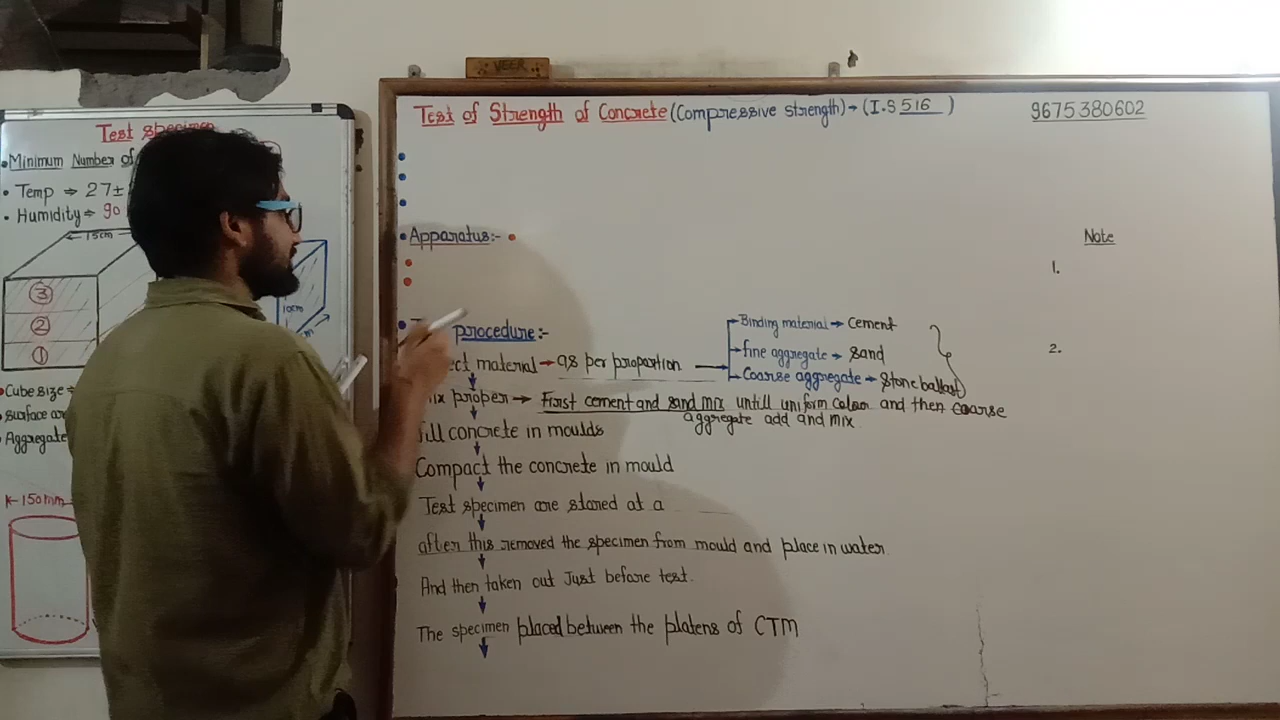 VEER
Test of Strength of Concrete (Compressive strength) → (I.S 516 )
9675380602
Test specimen
• Minimum Number of
• Temp ⇒ 27±
• Humidity ⇒ 90
15cm
③
②
①
10cm
Cube size ⇒
Aggregate
150mm
• Apparatus:-
Note
1.
2.
procedure:-
material → as per proportion →
Binding material → Cement
fine aggregate → sand
Coarse aggregate → Stone ballast
proper → First cement and sand mix untill uniform color and then coarse
aggregate add and mix
fill concrete in moulds
Compact the concrete in mould
Test specimen are stored at a
after this removed the specimen from mould and place in water.
And then taken out Just before test.
The specimen placed between the platens of CTM